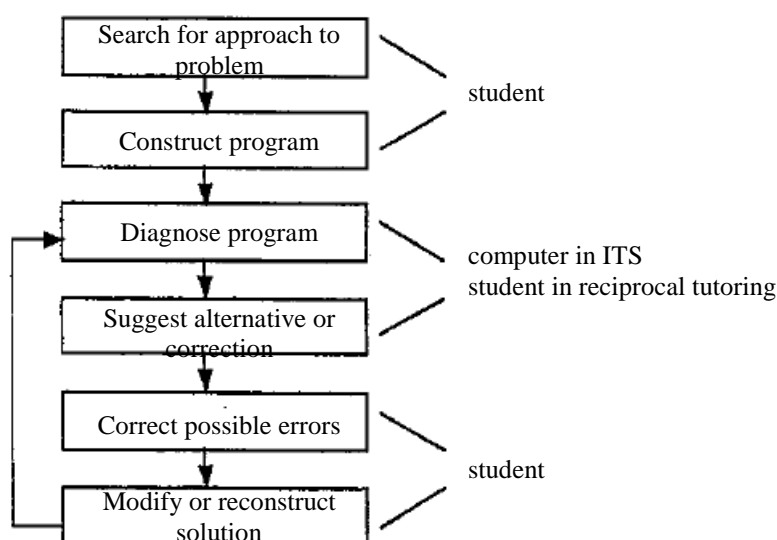 Search for approach to
problem
student
Construct program
Diagnose program
computer in ITS
student in reciprocal tutoring
Suggest alternative or
correction
Correct possible errors
student
Modify or reconstruct
solution